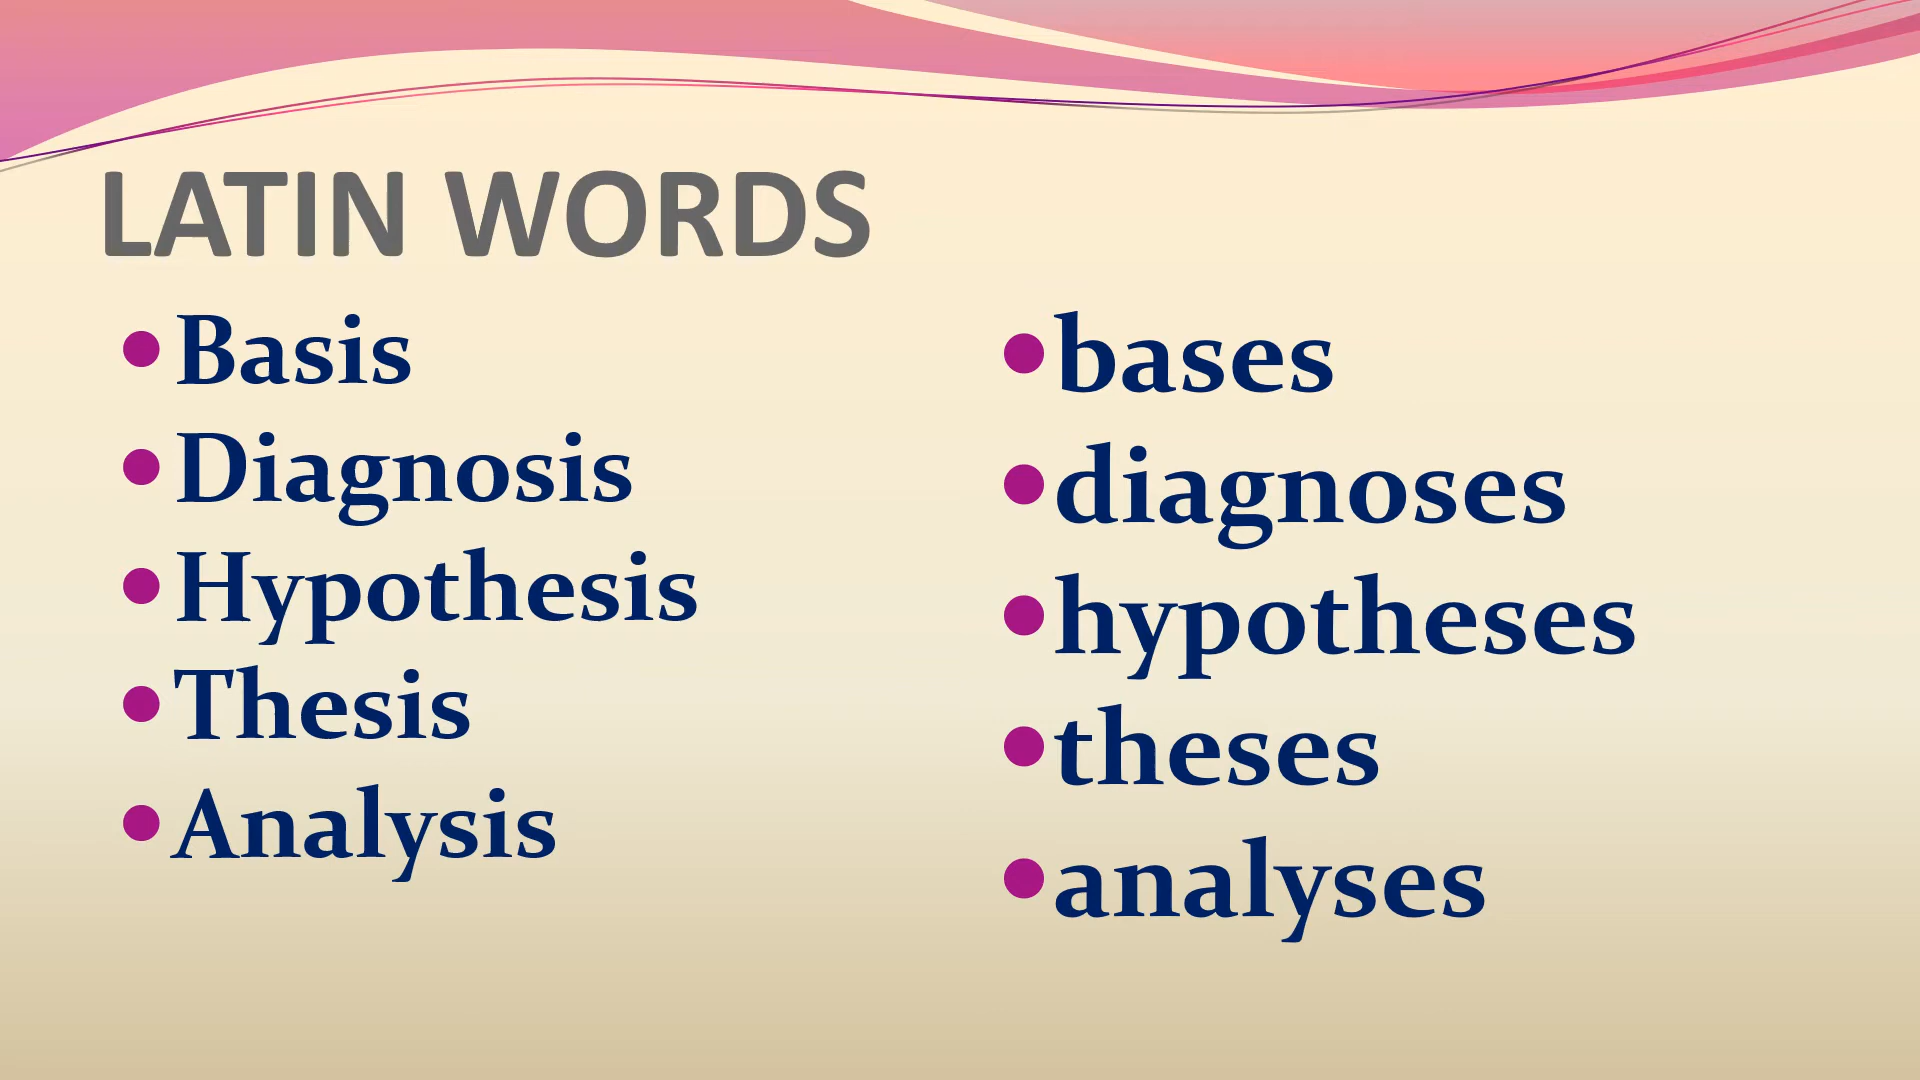 LATIN WORDS
• Basis
• Diagnosis
• Hypothesis
• Thesis
• Analysis
• bases
• diagnoses
• hypotheses
• theses
• analyses